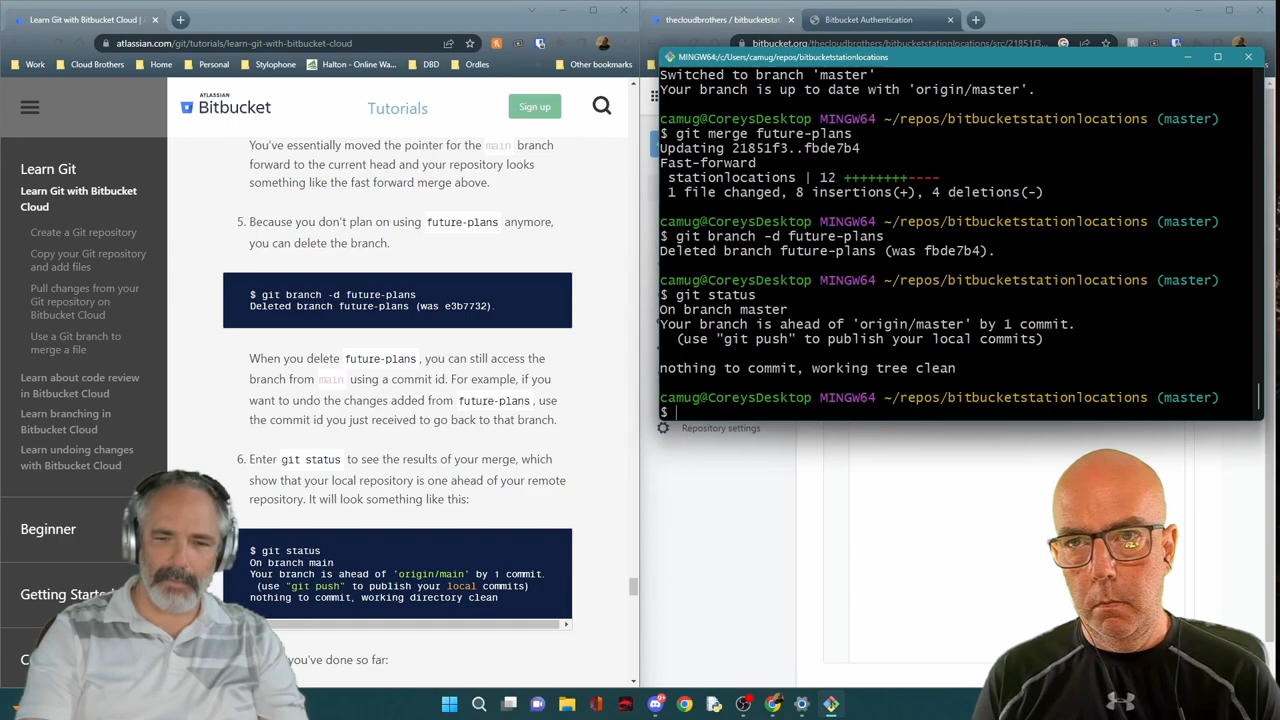 Learn Git with Bitbucket Cloud | A
atlassian.com/git/tutorials/learn-git-with-bitbucket-cloud
Work
Cloud Brothers
Home
Personal
Stylophone
Halton - Online Wa...
DBD
Ordles
Other bookmarks
ATLASSIAN
Bitbucket
Tutorials
Sign up
Learn Git
Learn Git with Bitbucket
Cloud
Create a Git repository
Copy your Git repository
and add files
Pull changes from your
Git repository on
Bitbucket Cloud
Use a Git branch to
merge a file
Learn about code review
in Bitbucket Cloud
Learn branching in
Bitbucket Cloud
Learn undoing changes
with Bitbucket Cloud
Beginner
Getting Starte
C
You've essentially moved the pointer for the main branch
forward to the current head and your repository looks
something like the fast forward merge above.
5. Because you don't plan on using future-plans anymore,
you can delete the branch.
$ git branch -d future-plans
Deleted branch future-plans (was e3b7732).
When you delete future-plans, you can still access the
branch from main using a commit id. For example, if you
want to undo the changes added from future-plans, use
the commit id you just received to go back to that branch.
6. Enter git status to see the results of your merge, which
show that your local repository is one ahead of your remote
repository. It will look something like this:
$ git status
On branch main
Your branch is ahead of 'origin/main' by 1 commit.
(use "git push" to publish your local commits)
nothing to commit, working directory clean
you've done so far:
thecloudbrothers / bitbucketstat
Bitbucket Authentication
bitbucket.org/thecloudbrothers/bitbucketstationlocations/src/21851f3...
MINGW64:/c/Users/camug/repos/bitbucketstationlocations
Switched to branch 'master'
Your branch is up to date with 'origin/master'.
camug@CoreysDesktop MINGW64 ~/repos/bitbucketstationlocations (master)
$ git merge future-plans
Updating 21851f3..fbde7b4
Fast-forward
stationlocations | 12 ++++++++----
1 file changed, 8 insertions(+), 4 deletions(-)
camug@CoreysDesktop MINGW64 ~/repos/bitbucketstationlocations (master)
$ git branch -d future-plans
Deleted branch future-plans (was fbde7b4).
camug@CoreysDesktop MINGW64 ~/repos/bitbucketstationlocations (master)
$ git status
On branch master
Your branch is ahead of 'origin/master' by 1 commit.
(use "git push" to publish your local commits)
nothing to commit, working tree clean
camug@CoreysDesktop MINGW64 ~/repos/bitbucketstationlocations (master)
$
Repository settings